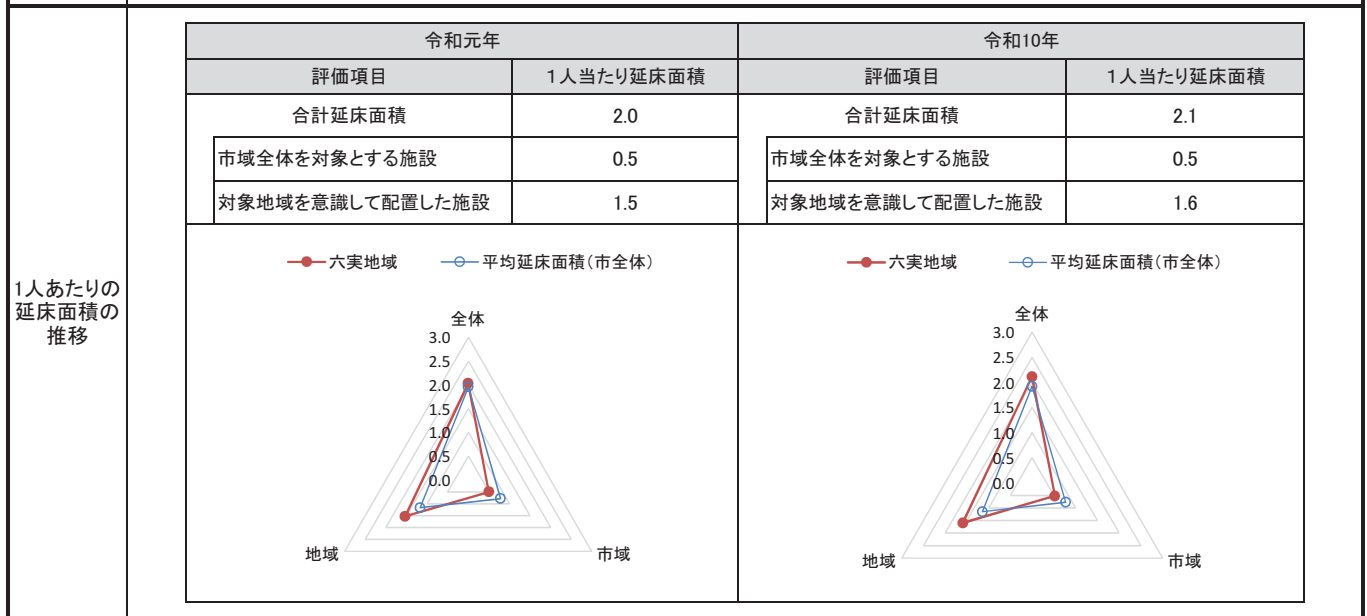 1人あたりの
延床面積の
推移
令和元年
令和10年
評価項目
１人当たり延床面積
評価項目
１人当たり延床面積
合計延床面積
2.0
合計延床面積
2.1
市域全体を対象とする施設
0.5
市域全体を対象とする施設
0.5
対象地域を意識して配置した施設
1.5
対象地域を意識して配置した施設
1.6
六実地域
平均延床面積（市全体）
全体
3.0
2.5
2.0
1.5
1.0
0.5
0.0
地域
市域
六実地域
平均延床面積（市全体）
全体
3.0
2.5
2.0
1.5
1.0
0.5
0.0
地域
市域